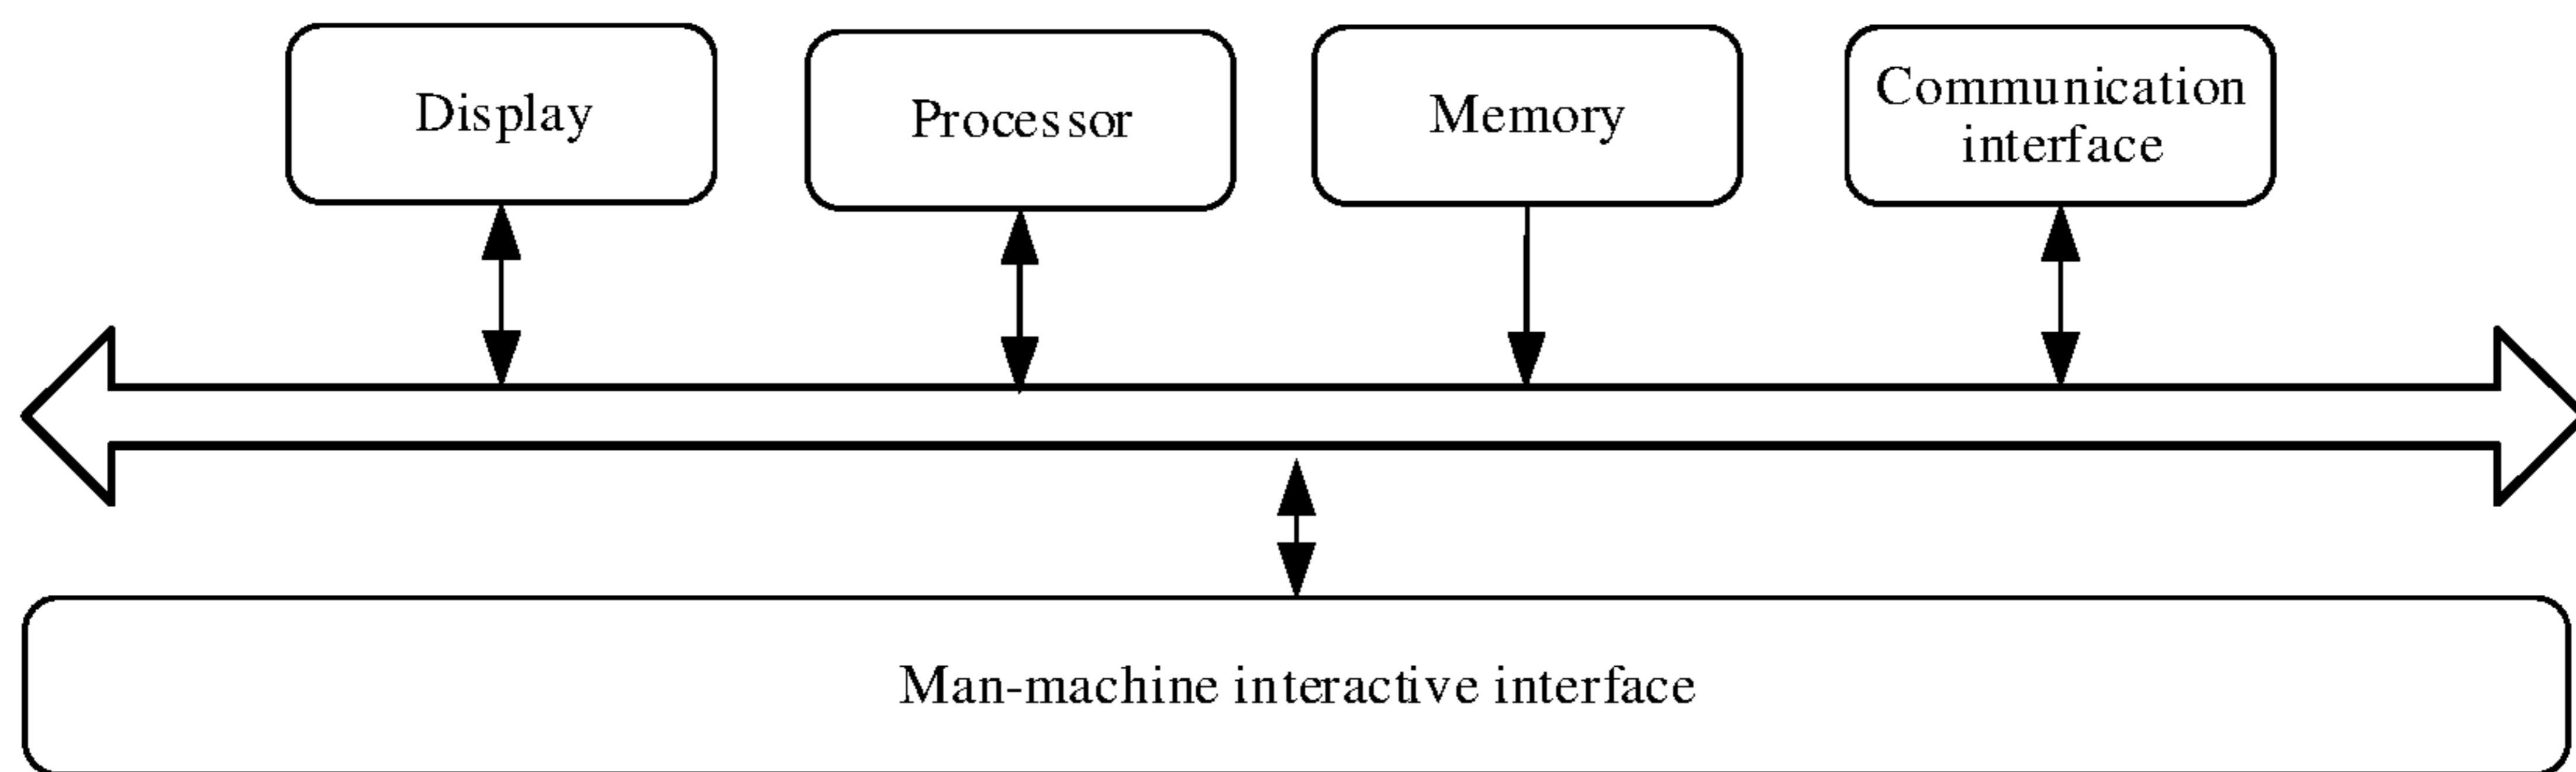 Display
Processor
Memory
Communication
interface
Man-machine interactive interface